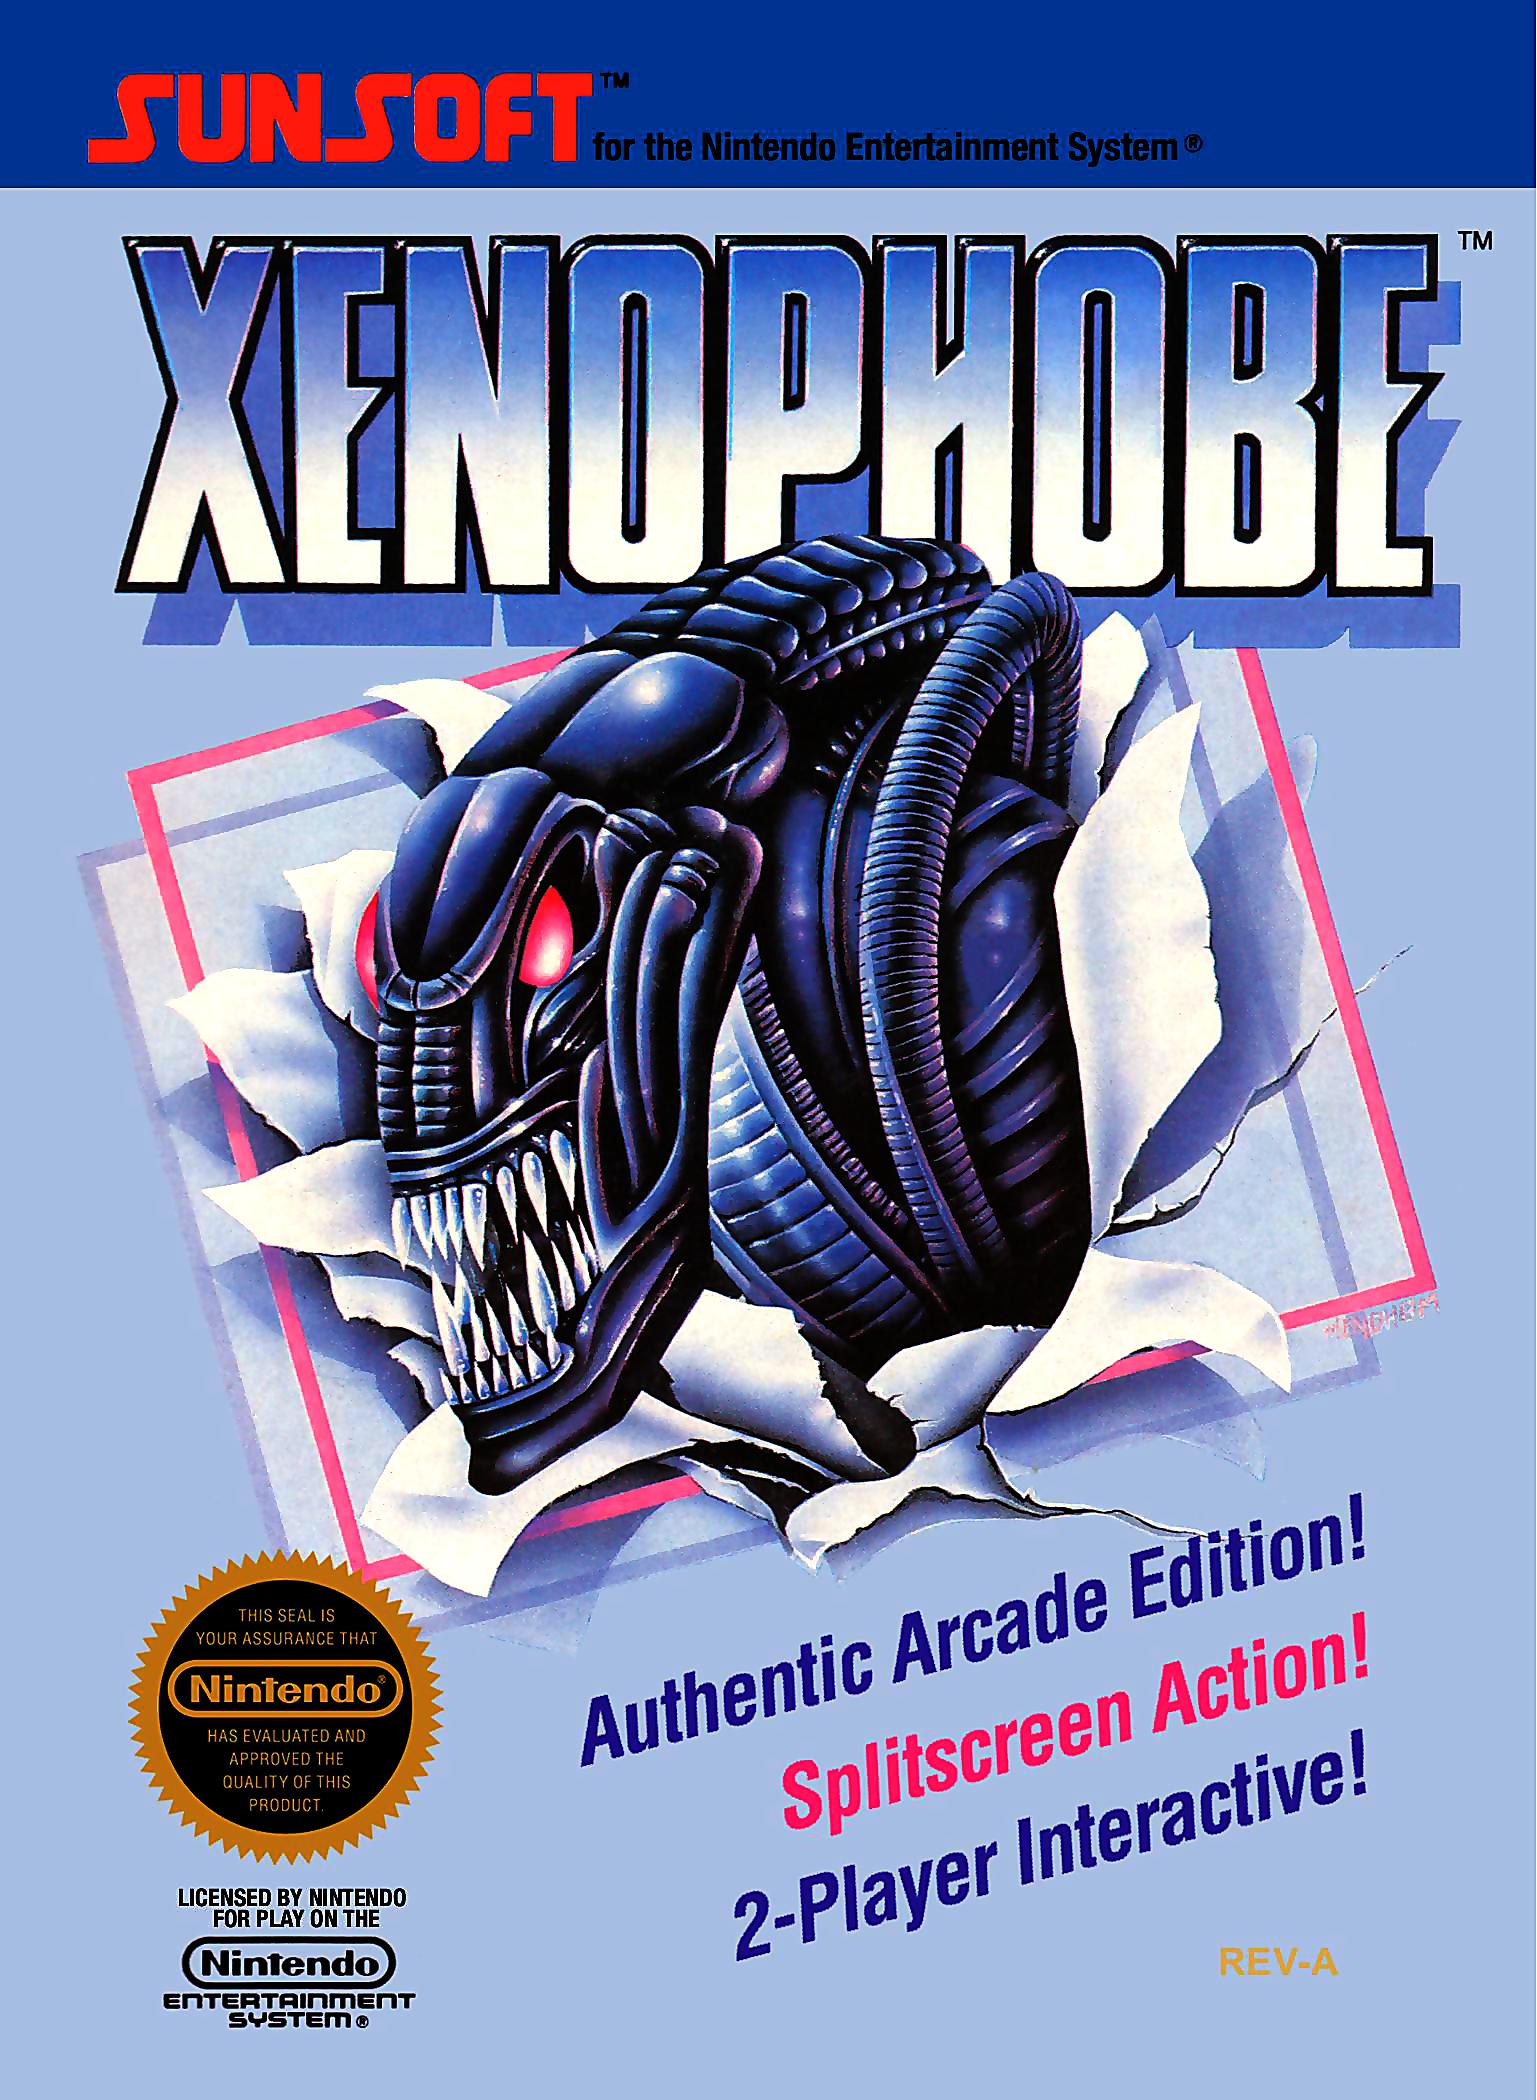 SUNSOFT™
for the Nintendo Entertainment System®
XENOPHOBE™
Authentic Arcade Edition!
Splitscreen Action!
2-Player Interactive!
THIS SEAL IS
YOUR ASSURANCE THAT
Nintendo®
HAS EVALUATED AND
APPROVED THE
QUALITY OF THIS
PRODUCT.
LICENSED BY NINTENDO
FOR PLAY ON THE
Nintendo
ENTERTAINMENT
SYSTEM®
REV-A